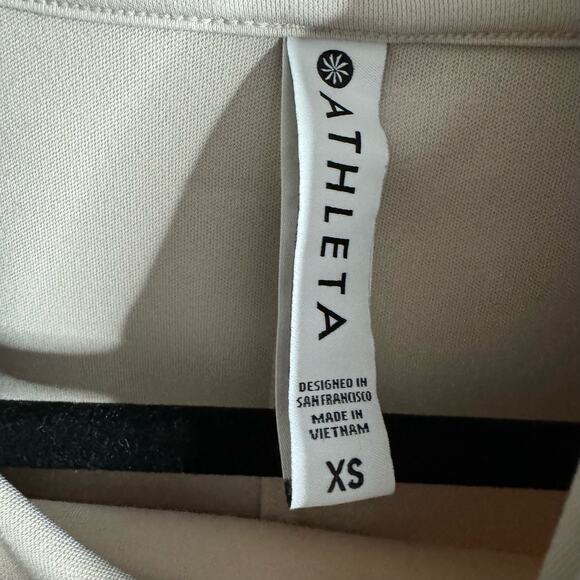 ATHLETA
DESIGNED IN
SAN FRANCISCO
MADE IN
VIETNAM
XS